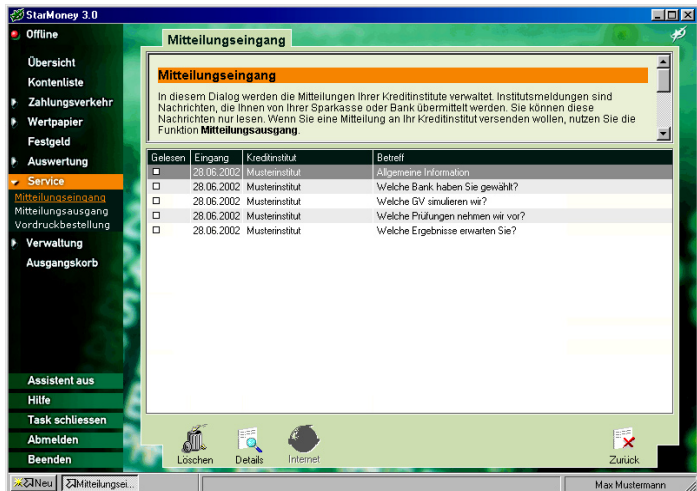 StarMoney 3.0
Offline
Übersicht
Kontenliste
Zahlungsverkehr
Wertpapier
Festgeld
Auswertung
Service
Mitteilungseingang
Mitteilungsausgang
Vordruckbestellung
Verwaltung
Ausgangskorb
Assistent aus
Hilfe
Task schliessen
Abmelden
Beenden
Mitteilungseingang
Mitteilungseingang
In diesem Dialog werden die Mitteilungen Ihrer Kreditinstitute verwaltet. Institutsmeldungen sind
Nachrichten, die Ihnen von Ihrer Sparkasse oder Bank übermittelt werden. Sie können diese
Nachrichten nur lesen. Wenn Sie eine Mitteilung an Ihr Kreditinstitut versenden wollen, nutzen Sie die
Funktion Mitteilungsausgang.
Gelesen Eingang Kreditinstitut Betreff
28.06.2002 Musterinstitut Allgemeine Information
28.06.2002 Musterinstitut Welche Bank haben Sie gewählt?
28.06.2002 Musterinstitut Welche GV simulieren wir?
28.06.2002 Musterinstitut Welche Prüfungen nehmen wir vor?
28.06.2002 Musterinstitut Welche Ergebnisse erwarten Sie?
Löschen Details Internet Zurück
Neu Mitteilungsei... Max Mustermann